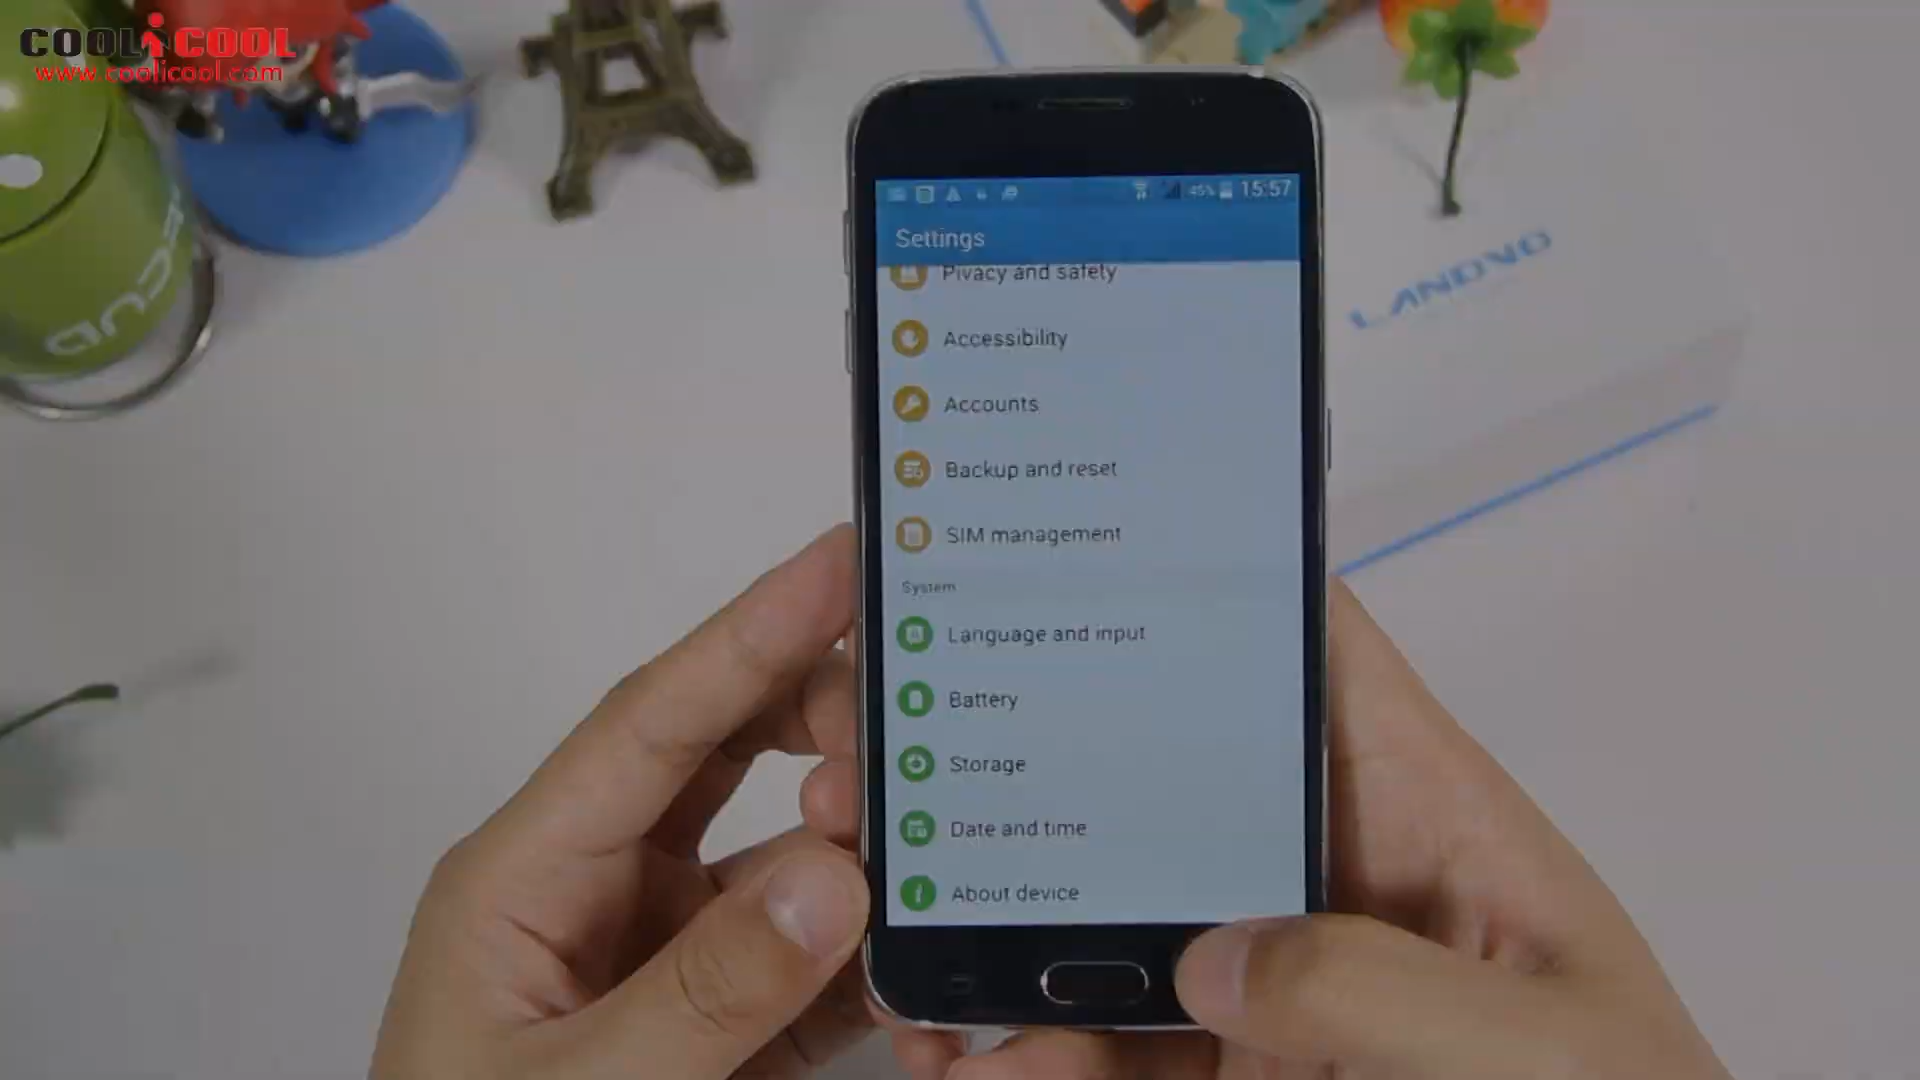 COOLiCOOL
www.coolicool.com
45% 15:57
Settings
Privacy and safety
Accessibility
Accounts
Backup and reset
SIM management
System
Language and input
Battery
Storage
Date and time
About device
LANDVO